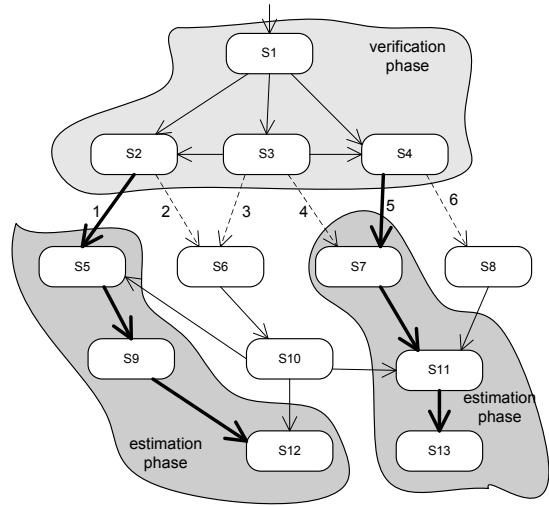 S1
verification
phase
S2
S3
S4
1
2
3
4
5
6
S5
S6
S7
S8
S9
S10
S11
estimation
phase
estimation
phase
S12
S13